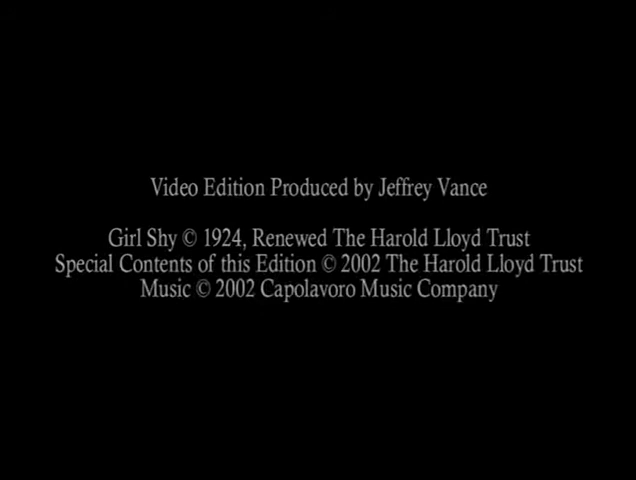 Video Edition Produced by Jeffrey Vance
Girl Shy © 1924, Renewed The Harold Lloyd Trust
Special Contents of this Edition © 2002 The Harold Lloyd Trust
Music © 2002 Capolavoro Music Company